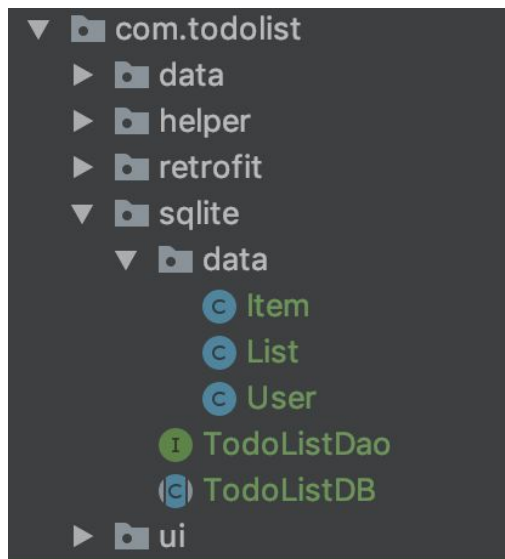 com.todolist
data
helper
retrofit
sqlite
data
C Item
C List
C User
I TodoListDao
C TodoListDB
ui